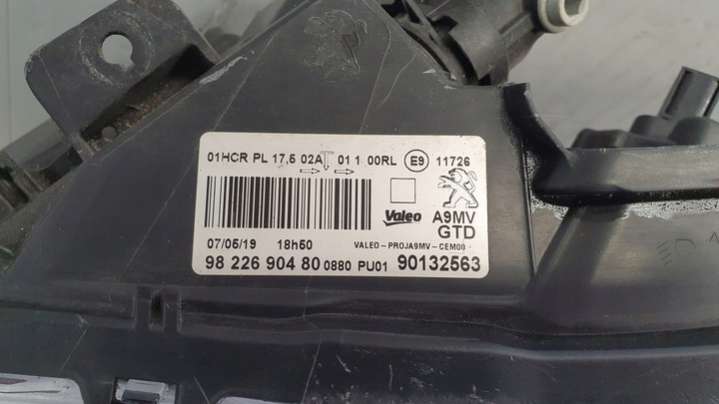 01HCR PL 17,5 02A 01 1 00RL E9 11726
Valeo A9MV
GTD
07/05/19 18h50 VALEO-PROJA9MV-CEM00
98 226 904 80 0880 PU01 90132563